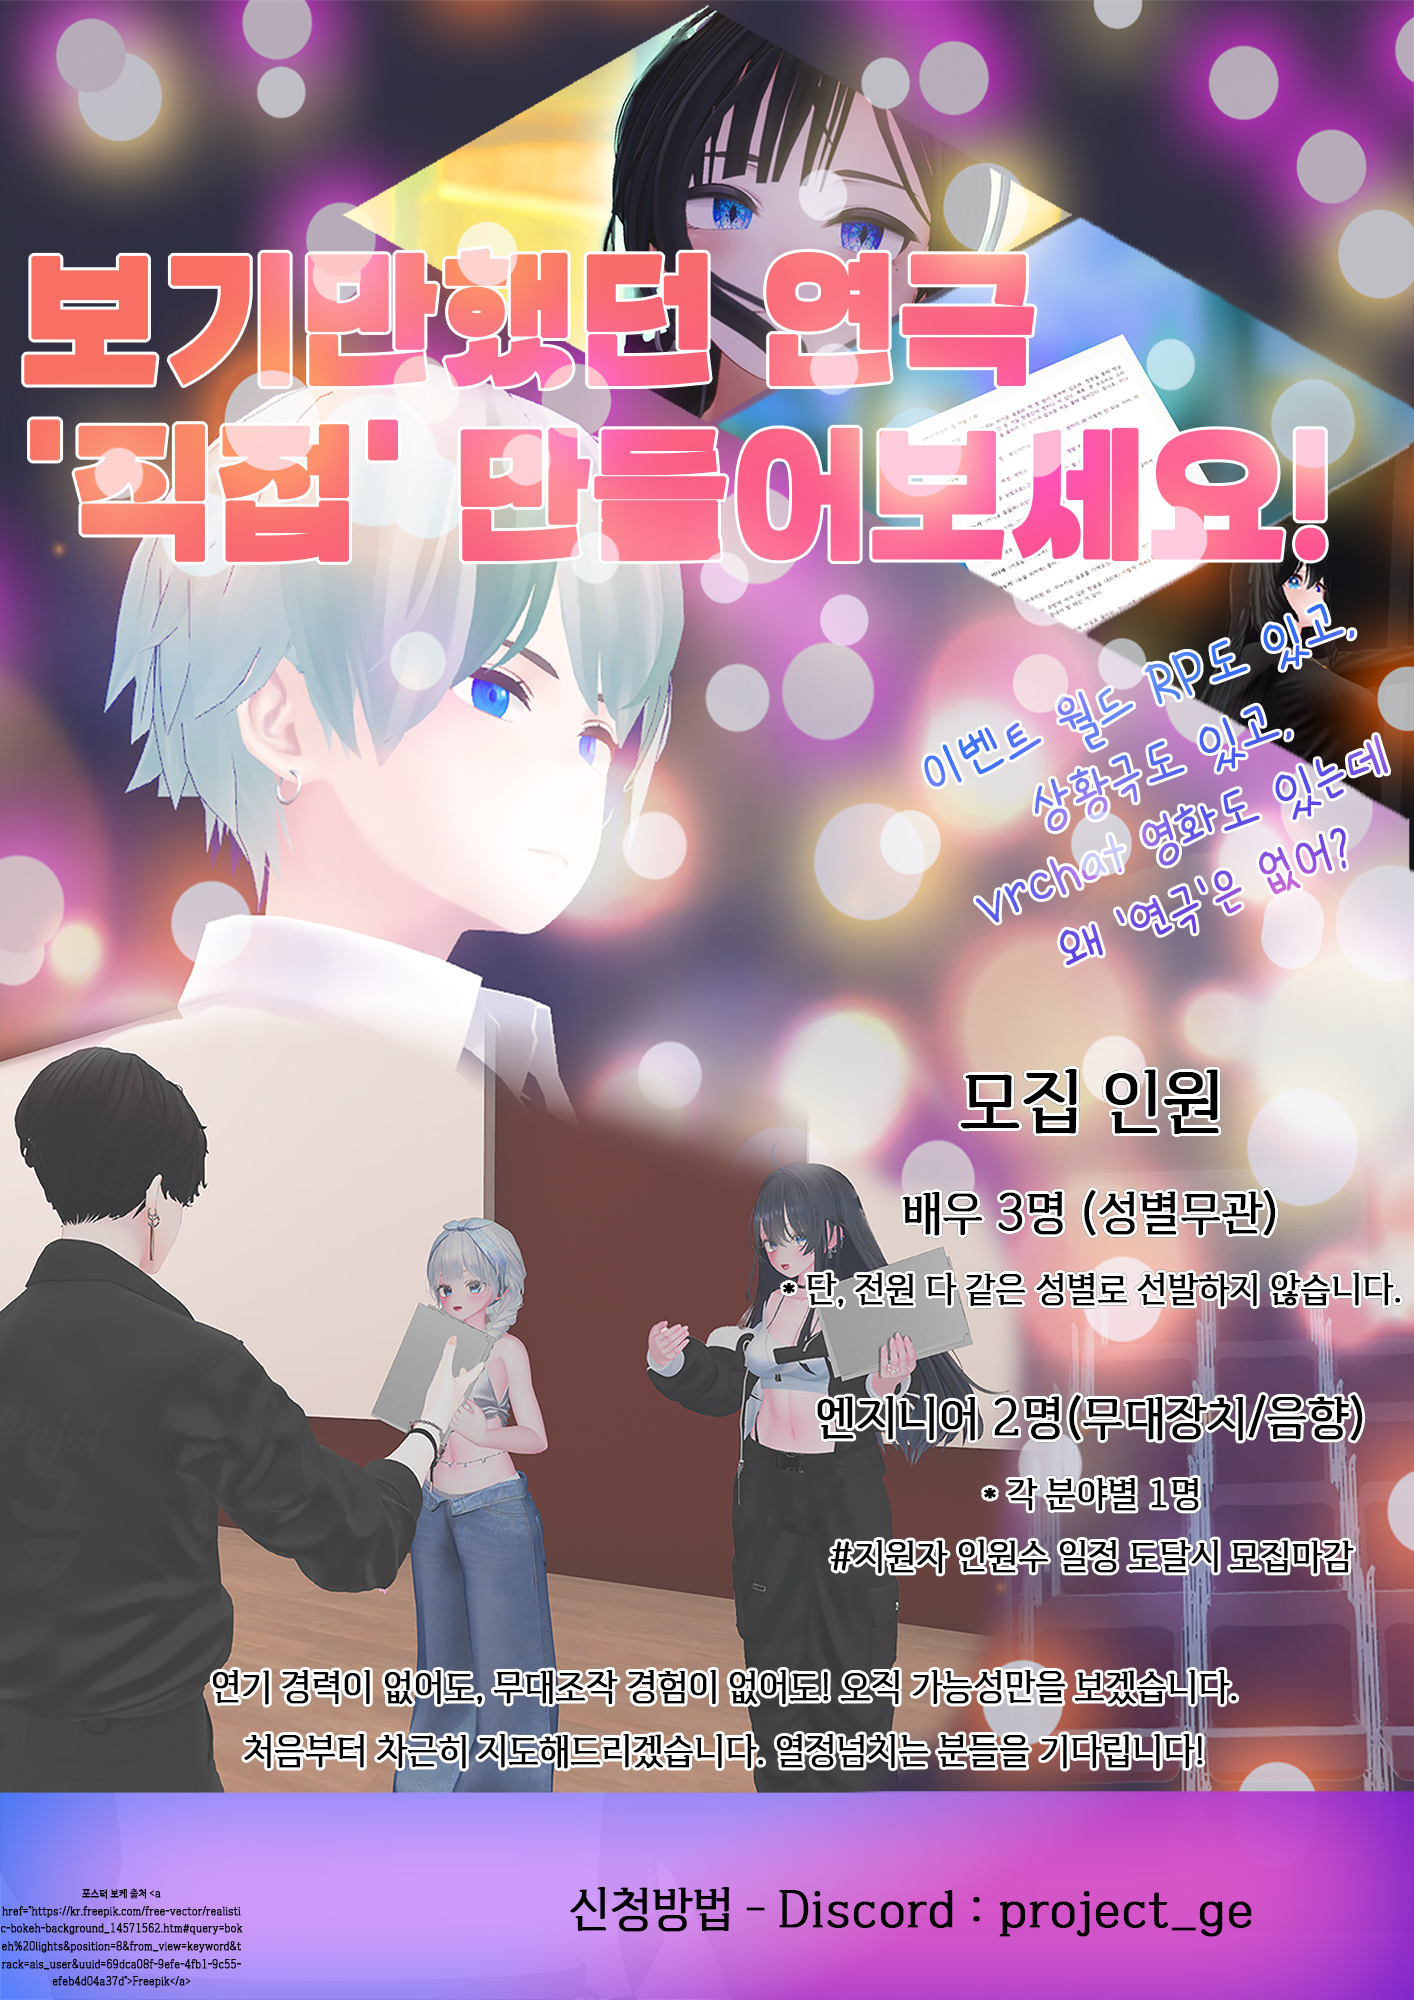 보기만했던 연극
'직접' 만들어보세요!
이벤트 월드 RP도 있고,
상황극도 있고,
vrchat 영화도 있는데
왜 '연극'은 없어?
모집 인원
배우 3명 (성별무관)
* 단, 전원 다 같은 성별로 선발하지 않습니다.
엔지니어 2명(무대장치/음향)
* 각 분야별 1명
#지원자 인원수 일정 도달시 모집마감
연기 경력이 없어도, 무대조작 경험이 없어도! 오직 가능성만을 보겠습니다.
처음부터 차근히 지도해드리겠습니다. 열정넘치는 분들을 기다립니다!
신청방법 - Discord : project_ge
포스터 보케 출처 <a
href="https://kr.freepik.com/free-vector/realisti
c-bokeh-background_14571562.htm#query=bok
eh%20lights&position=8&from_view=keyword&t
rack=ais_user&uuid=69dca08f-9efe-4fb1-9c55-
efeb4d04a37d">Freepik</a>